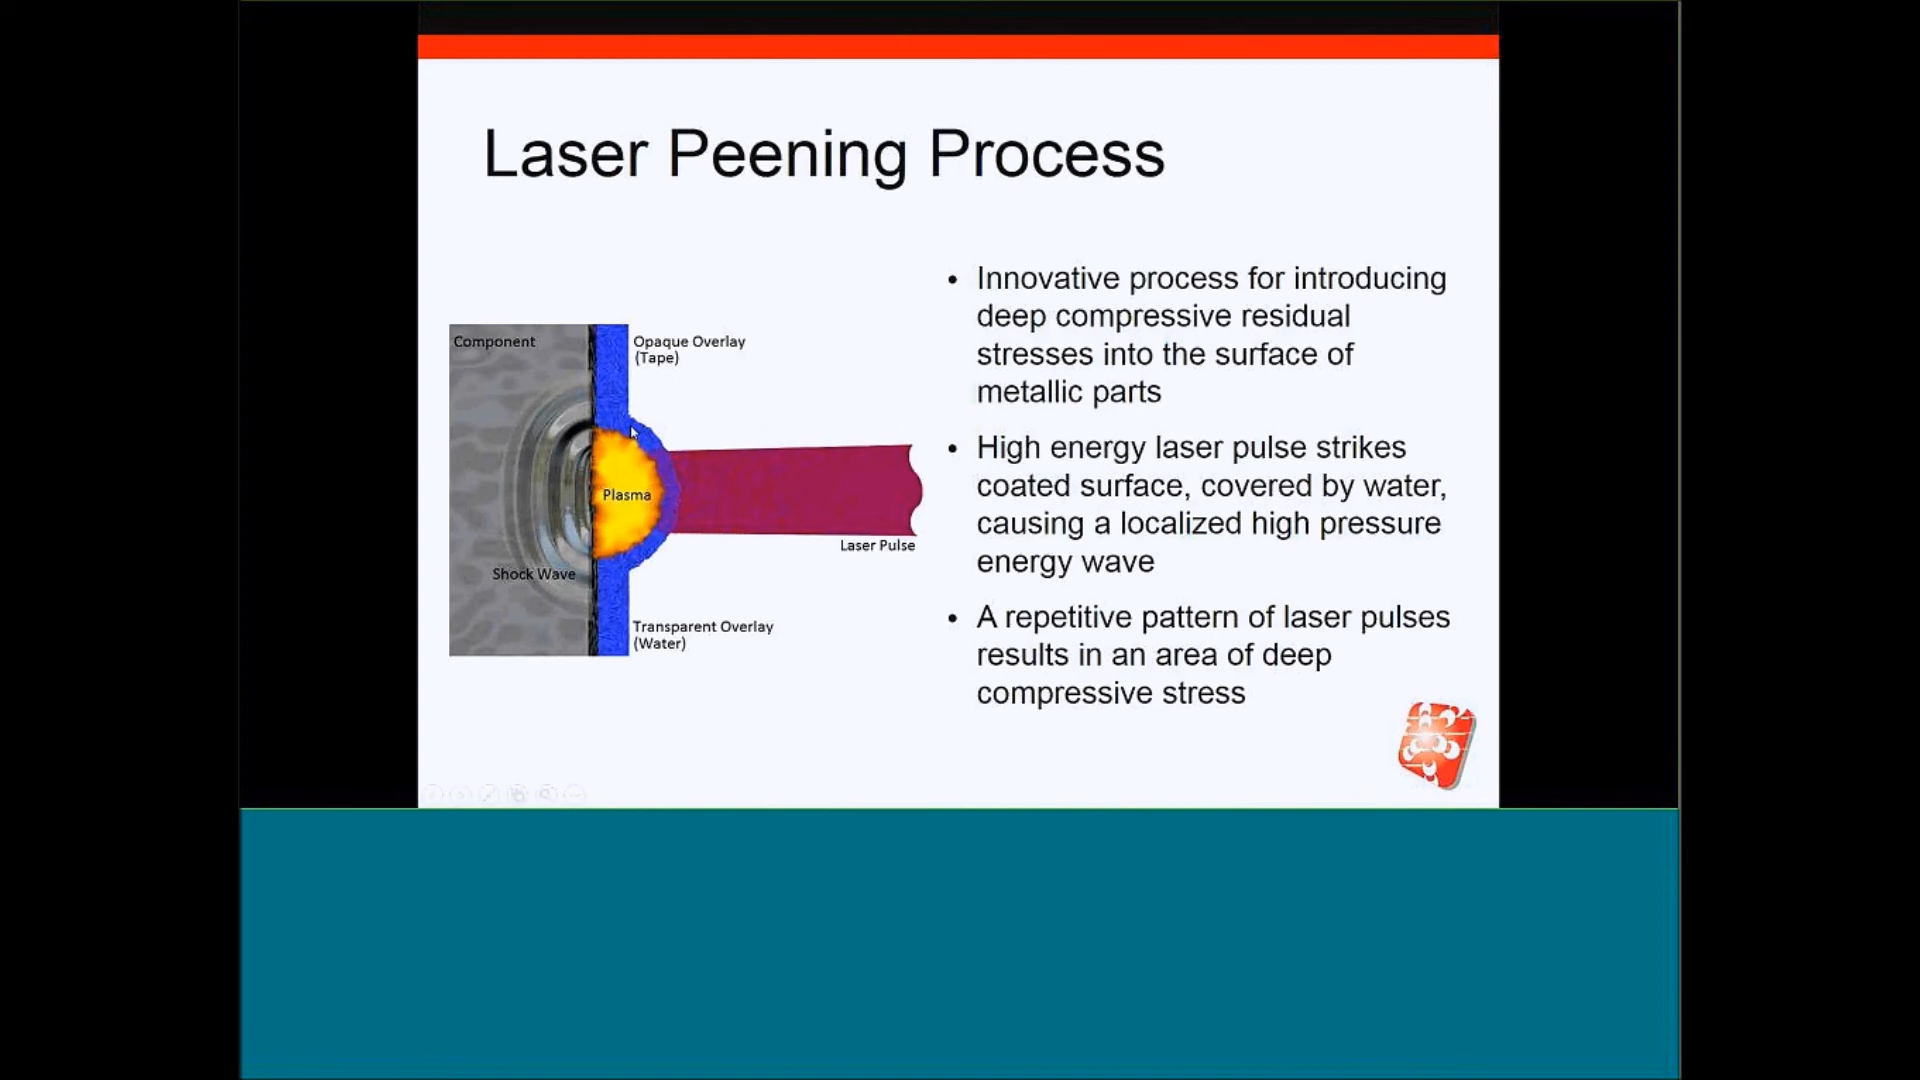 Laser Peening Process
Component
Opaque Overlay
(Tape)
Plasma
Laser Pulse
Shock Wave
Transparent Overlay
(Water)
• Innovative process for introducing
deep compressive residual
stresses into the surface of
metallic parts
• High energy laser pulse strikes
coated surface, covered by water,
causing a localized high pressure
energy wave
• A repetitive pattern of laser pulses
results in an area of deep
compressive stress